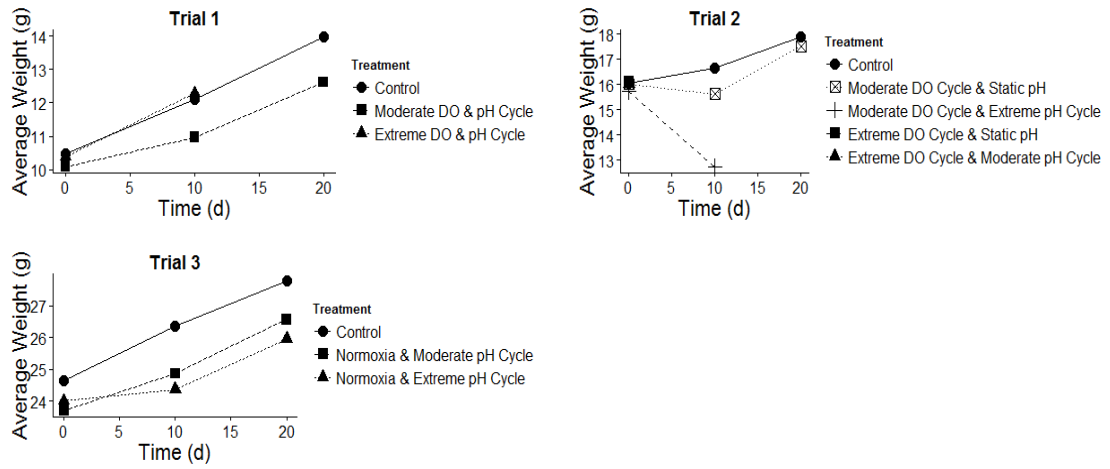 Trial 1
Average Weight (g)
14
13
12
11
10
0 5 10 15 20
Time (d)
Treatment
Control
Moderate DO & pH Cycle
Extreme DO & pH Cycle
Trial 2
Average Weight (g)
18
17
16
15
14
13
0 5 10 15 20
Time (d)
Treatment
Control
Moderate DO Cycle & Static pH
Moderate DO Cycle & Extreme pH Cycle
Extreme DO Cycle & Static pH
Extreme DO Cycle & Moderate pH Cycle
Trial 3
Average Weight (g)
27
26
25
24
0 5 10 15 20
Time (d)
Treatment
Control
Normoxia & Moderate pH Cycle
Normoxia & Extreme pH Cycle